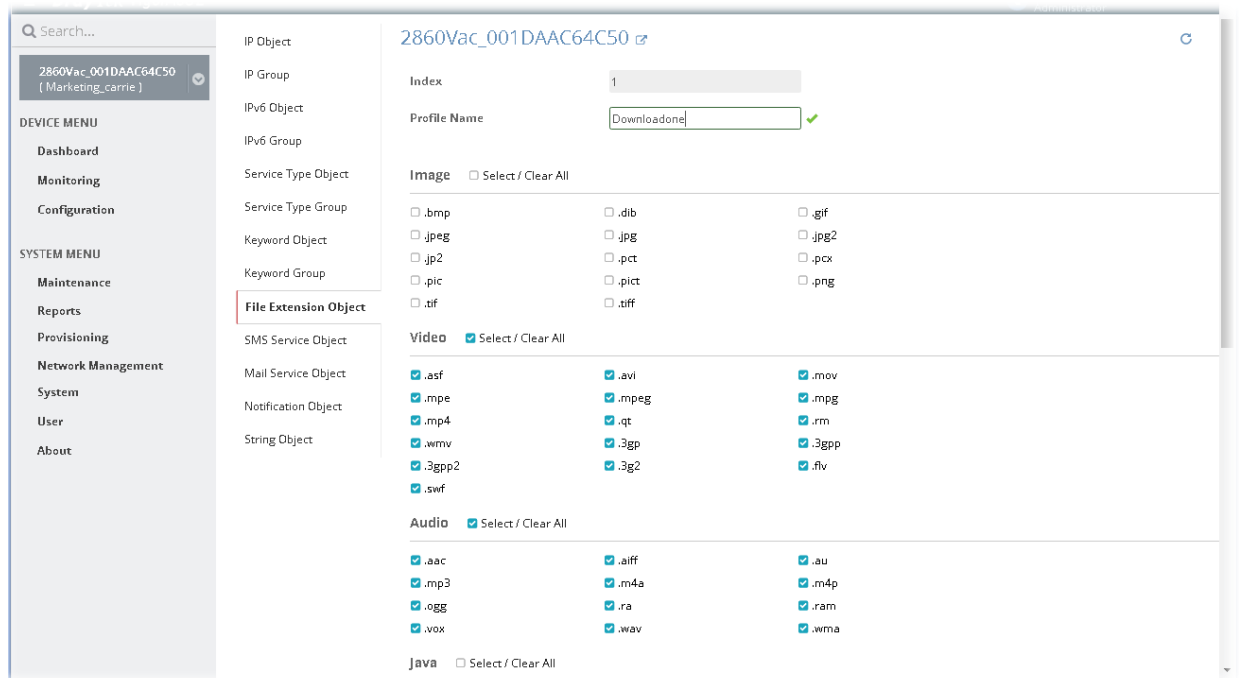 Search...
2860Vac_001DAAC64C50
( Marketing_carrie )
DEVICE MENU
Dashboard
Monitoring
Configuration
SYSTEM MENU
Maintenance
Reports
Provisioning
Network Management
System
User
About
IP Object
IP Group
IPv6 Object
IPv6 Group
Service Type Object
Service Type Group
Keyword Object
Keyword Group
File Extension Object
SMS Service Object
Mail Service Object
Notification Object
String Object
2860Vac_001DAAC64C50
Index 1
Profile Name Downloadone
Image Select / Clear All
.bmp .dib .gif
.jpeg .jpg .jpg2
.jp2 .pct .pcx
.pic .pict .png
.tif .tiff
Video Select / Clear All
.asf .avi .mov
.mpe .mpeg .mpg
.mp4 .qt .rm
.wmv .3gp .3gpp
.3gpp2 .3g2 .flv
.swf
Audio Select / Clear All
.aac .aiff .au
.mp3 .m4a .m4p
.ogg .ra .ram
.vox .wav .wma
Java Select / Clear All